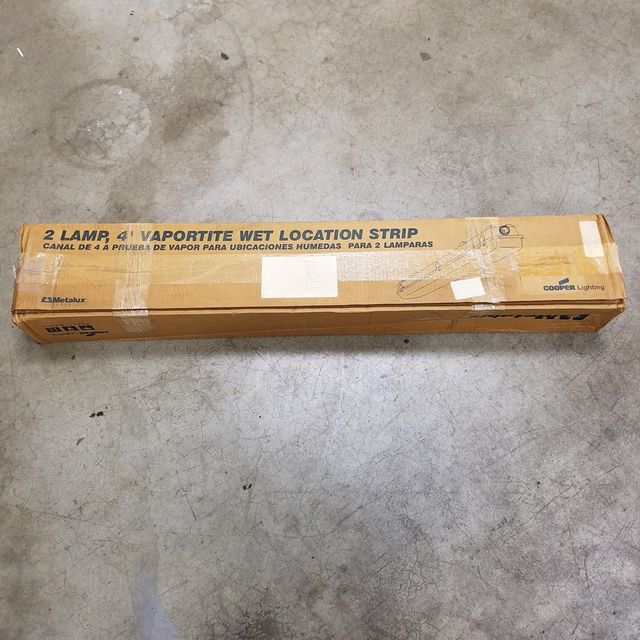 2 LAMP, 4' VAPORTITE WET LOCATION STRIP
CANAL DE 4 A PRUEBA DE VAPOR PARA UBICACIONES HUMEDAS PARA 2 LAMPARAS
Metalux
COOPER Lighting